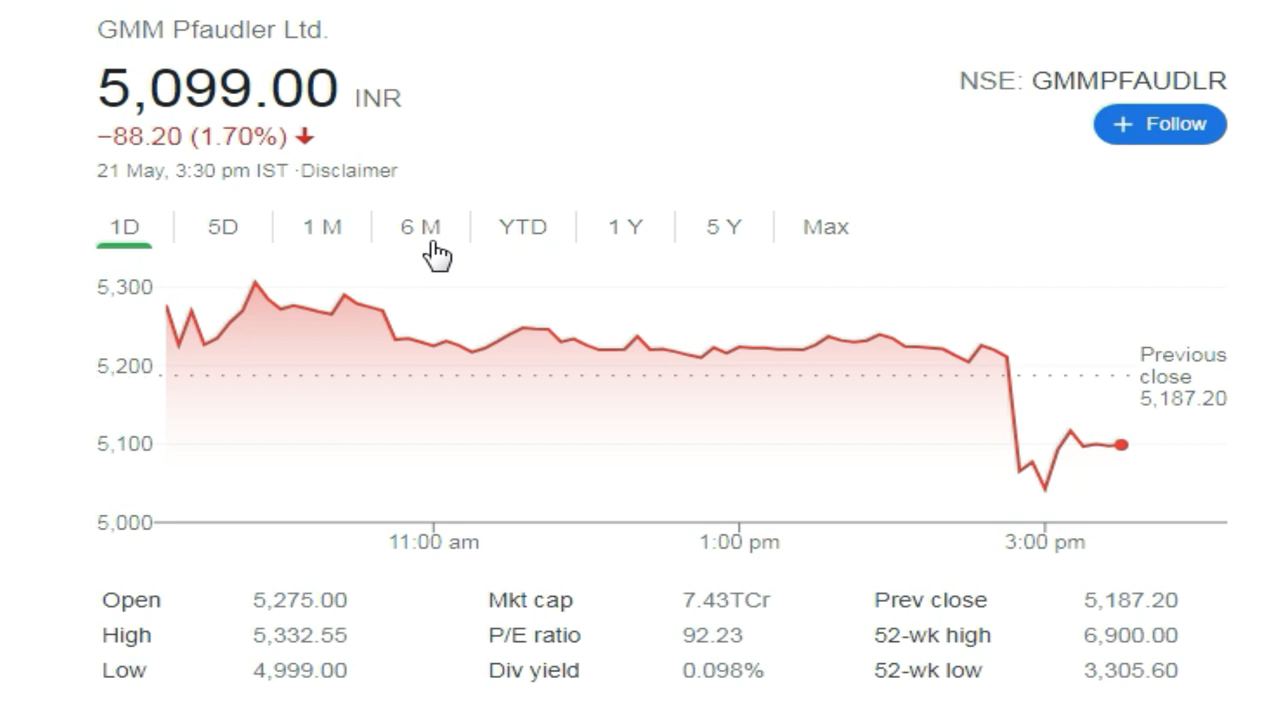 GMM Pfaudler Ltd.
5,099.00 INR
NSE: GMMPFAUDLR
−88.20 (1.70%)
+ Follow
21 May, 3:30 pm IST ·Disclaimer
1D 5D 1 M 6 M YTD 1 Y 5 Y Max
5,300
5,200
5,100
5,000
Previous
close
5,187.20
11:00 am 1:00 pm 3:00 pm
Open 5,275.00 Mkt cap 7.43TCr Prev close 5,187.20
High 5,332.55 P/E ratio 92.23 52-wk high 6,900.00
Low 4,999.00 Div yield 0.098% 52-wk low 3,305.60